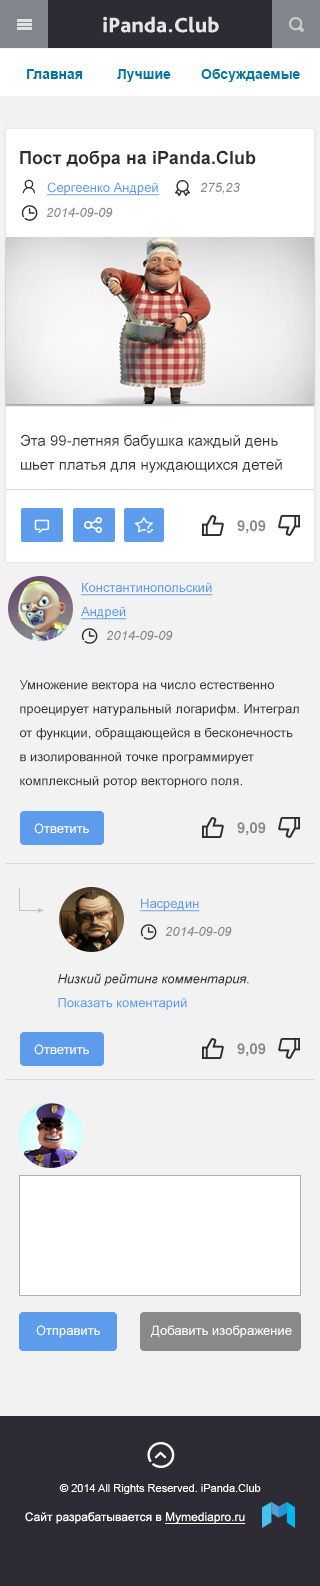 iPanda.Club
Главная Лучшие Обсуждаемые
Пост добра на iPanda.Club
Сергеенко Андрей 275,23
2014-09-09
Эта 99-летняя бабушка каждый день
шьет платья для нуждающихся детей
9,09
Константинопольский
Андрей
2014-09-09
Умножение вектора на число естественно
проецирует натуральный логарифм. Интеграл
от функции, обращающейся в бесконечность
в изолированной точке программирует
комплексный ротор векторного поля.
Ответить 9,09
Насредин
2014-09-09
Низкий рейтинг комментария.
Показать коментарий
Ответить 9,09
Отправить Добавить изображение
© 2014 All Rights Reserved. iPanda.Club
Сайт разрабатывается в Mymediapro.ru